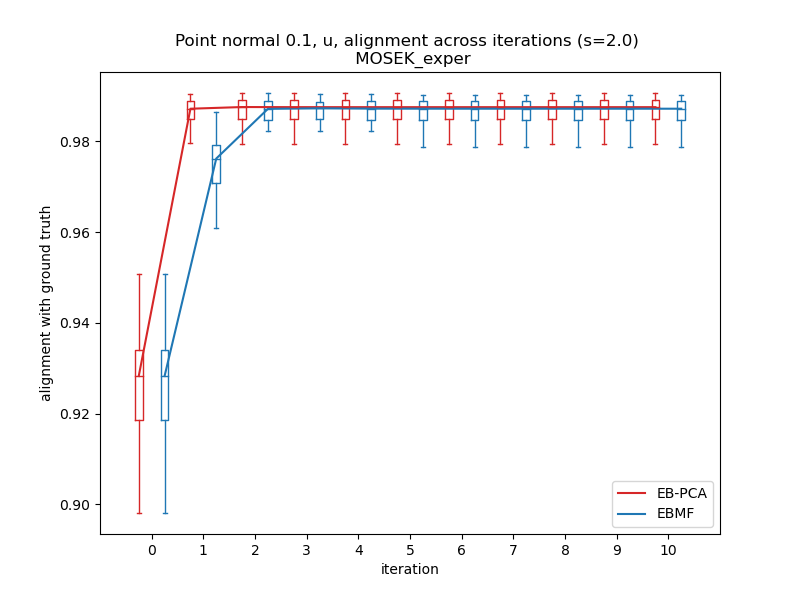 Point normal 0.1, u, alignment across iterations (s=2.0)
MOSEK_exper
alignment with ground truth
0.98
0.96
0.94
0.92
0.90
0 1 2 3 4 5 6 7 8 9 10
iteration
EB-PCA
EBMF